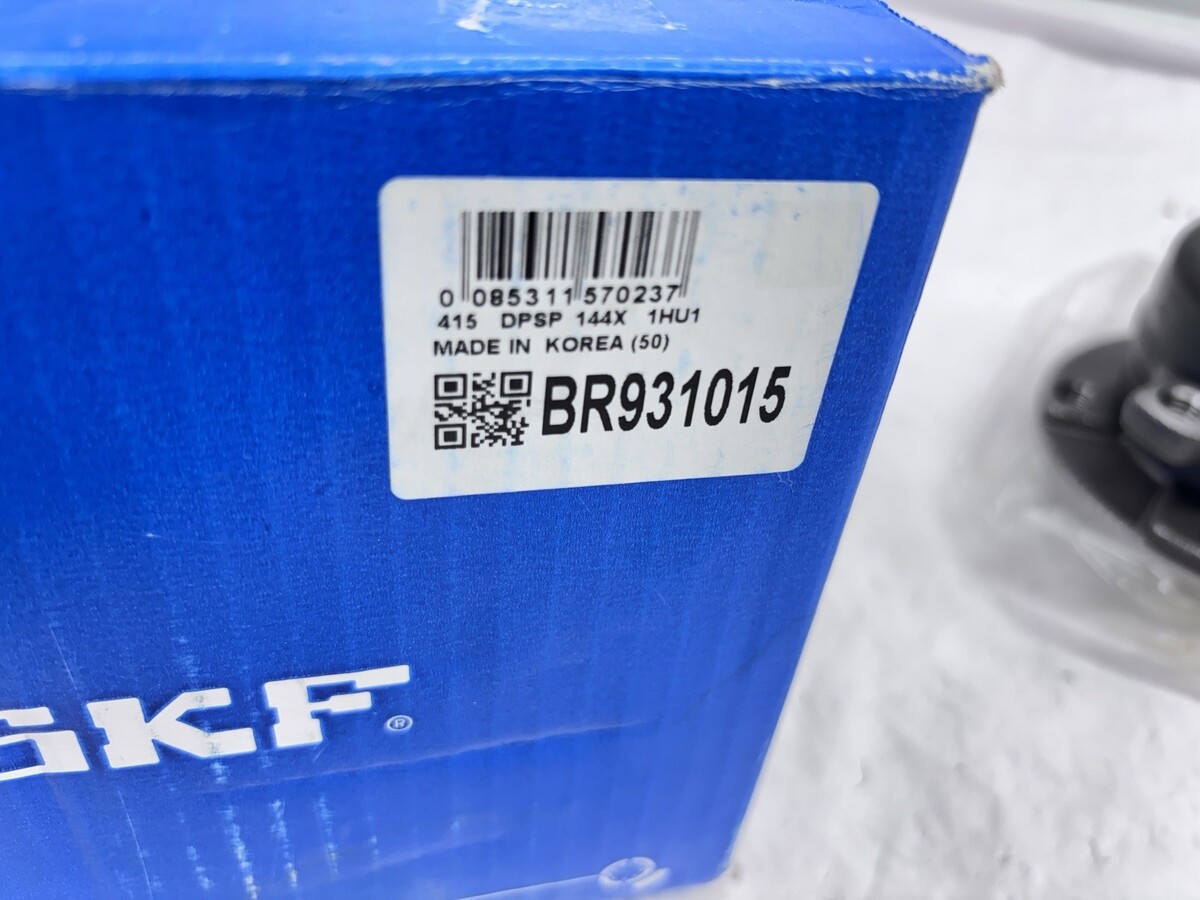 0 085311 570237
415 DPSP 144X 1HU1
MADE IN KOREA (50)
BR931015
SKF®